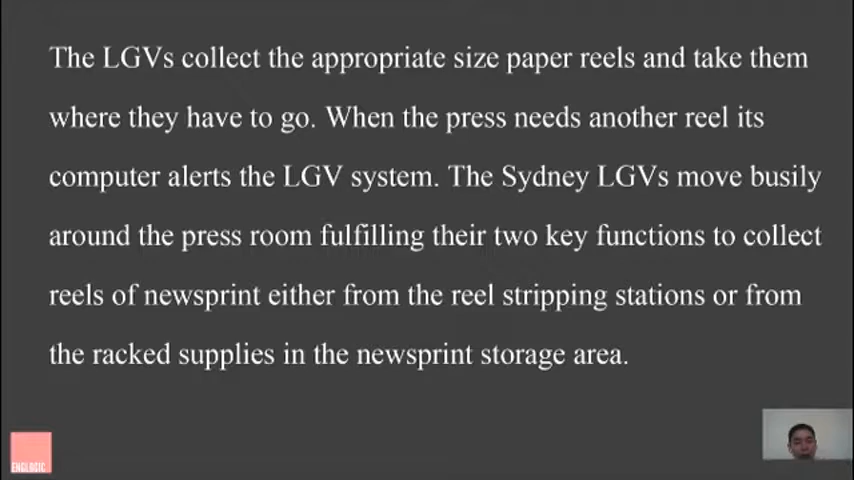 The LGVs collect the appropriate size paper reels and take them
where they have to go. When the press needs another reel its
computer alerts the LGV system. The Sydney LGVs move busily
around the press room fulfilling their two key functions to collect
reels of newsprint either from the reel stripping stations or from
the racked supplies in the newsprint storage area.
ENGLOGIC